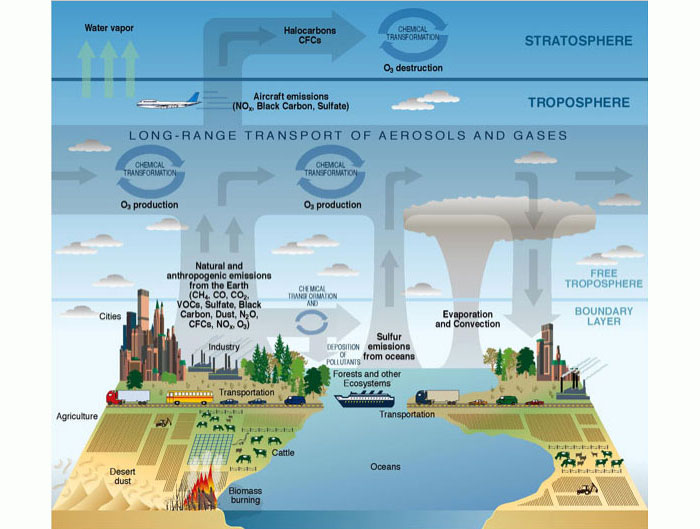 Water vapor
Halocarbons
CFCs
CHEMICAL
TRANSFORMATION
O₃ destruction
STRATOSPHERE
Aircraft emissions
(NOₓ, Black Carbon, Sulfate)
TROPOSPHERE
LONG-RANGE TRANSPORT OF AEROSOLS AND GASES
CHEMICAL
TRANSFORMATION
O₃ production
CHEMICAL
TRANSFORMATION
O₃ production
Natural and
anthropogenic emissions
from the Earth
(CH₄, CO, CO₂,
VOCs, Sulfate, Black
Carbon, Dust, N₂O,
CFCs, NOₓ, O₃)
CHEMICAL
TRANSFORMATION
AND
DEPOSITION
OF
POLLUTANTS
FREE
TROPOSPHERE
BOUNDARY
LAYER
Cities
Industry
Sulfur
emissions
from oceans
Evaporation
and Convection
Forests and other
Ecosystems
Transportation
Transportation
Agriculture
Cattle
Oceans
Desert
dust
Biomass
burning